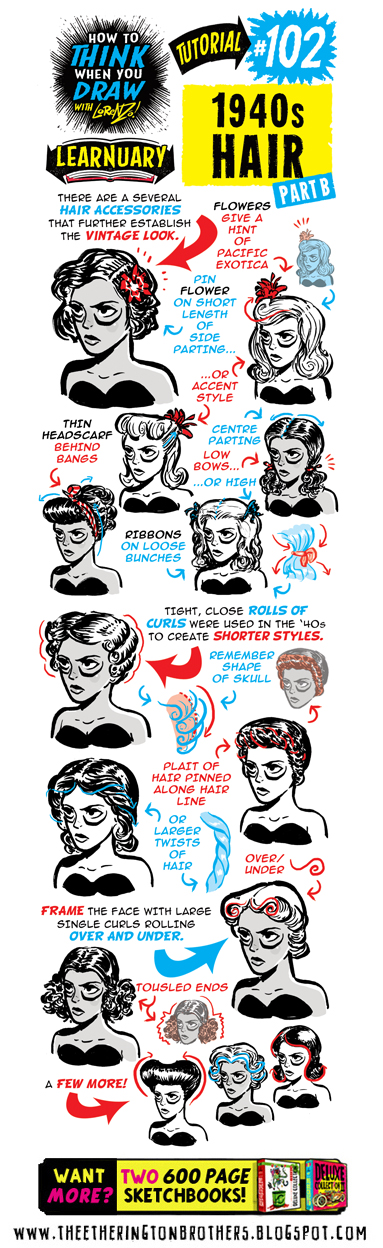 HOW TO
THINK
WHEN YOU
DRAW
WITH LORENZO!
TUTORIAL
#102
LEARNUARY
1940s
HAIR
PART B
THERE ARE A SEVERAL
HAIR ACCESSORIES
THAT FURTHER ESTABLISH
THE VINTAGE LOOK.
FLOWERS
GIVE A
HINT
OF
PACIFIC
EXOTICA
PIN
FLOWER
ON SHORT
LENGTH
OF
SIDE
PARTING...
...OR
ACCENT
STYLE
THIN
HEADSCARF
BEHIND
BANGS
CENTRE
PARTING
LOW
BOWS...
...OR HIGH
RIBBONS
ON LOOSE
BUNCHES
TIGHT, CLOSE ROLLS OF
CURLS WERE USED IN THE '40s
TO CREATE SHORTER STYLES.
REMEMBER
SHAPE
OF SKULL
PLAIT OF
HAIR PINNED
ALONG HAIR
LINE
OR
LARGER
TWISTS
OF
HAIR
OVER/
UNDER
FRAME THE FACE WITH LARGE
SINGLE CURLS ROLLING
OVER AND UNDER.
TOUSLED ENDS
A FEW MORE!
WANT
MORE?
TWO 600 PAGE
SKETCHBOOKS!
DELUXE
COLLECTION
WWW.THEETHERINGTONBROTHERS.BLOGSPOT.COM